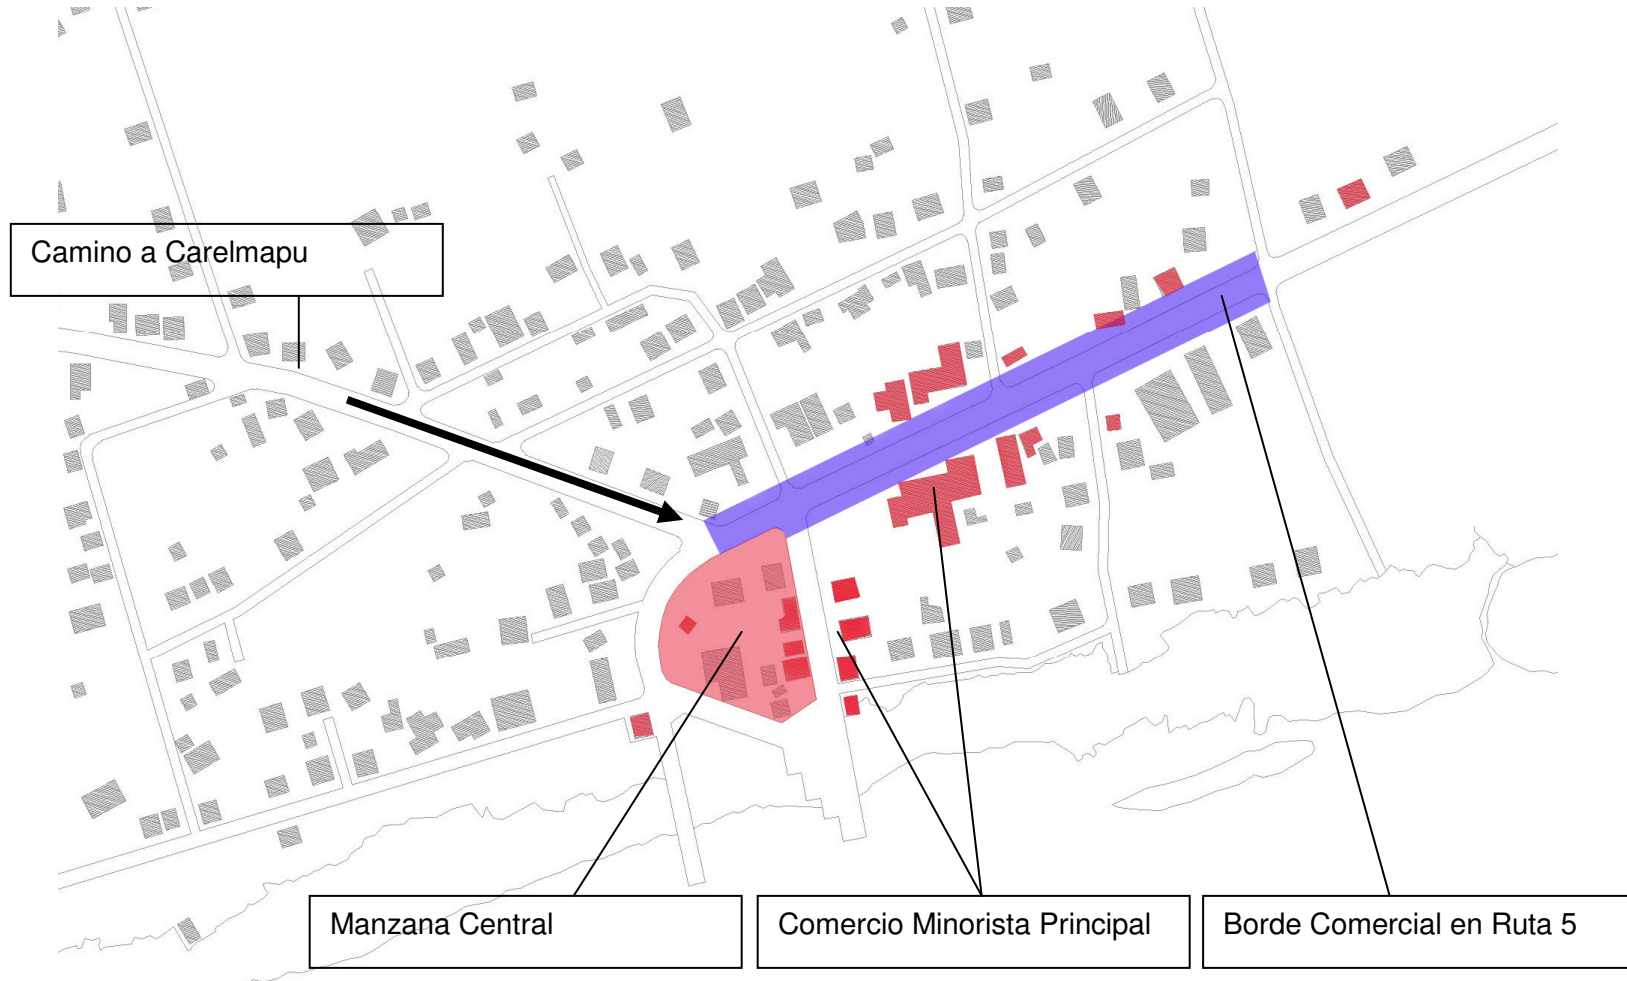 Camino a Carelmapu
Manzana Central
Comercio Minorista Principal
Borde Comercial en Ruta 5